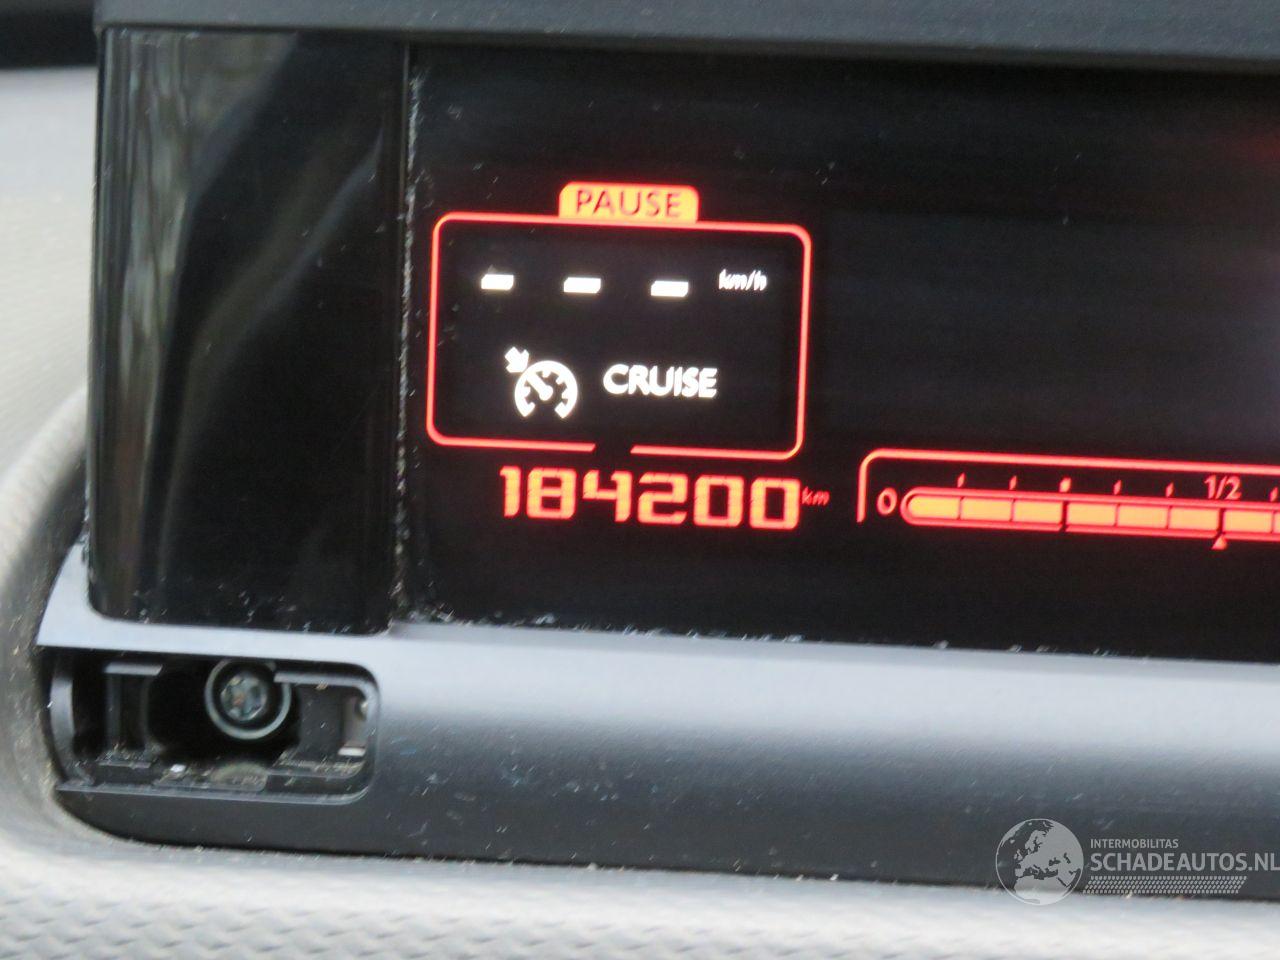 PAUSE
- - - km/h
CRUISE
184200 km
0 1/2
INTERMOBILITAS
SCHADEAUTOS.NL